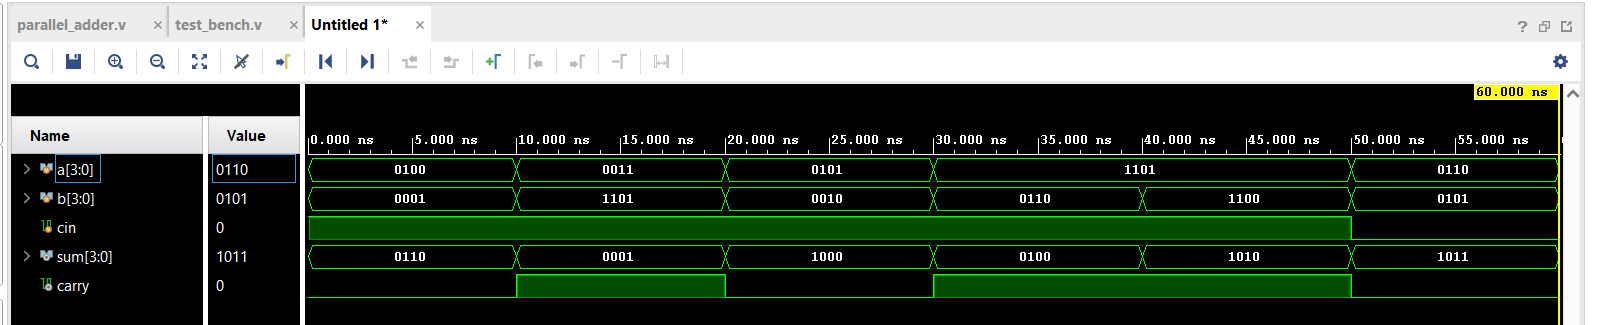 parallel_adder.v × test_bench.v × Untitled 1* ×
?
60.000 ns
Name Value
0.000 ns 5.000 ns 10.000 ns 15.000 ns 20.000 ns 25.000 ns 30.000 ns 35.000 ns 40.000 ns 45.000 ns 50.000 ns 55.000 ns
a[3:0] 0110 0100 0011 0101 1101 0110
b[3:0] 0101 0001 1101 0010 0110 1100 0101
cin 0
sum[3:0] 1011 0110 0001 1000 0100 1010 1011
carry 0